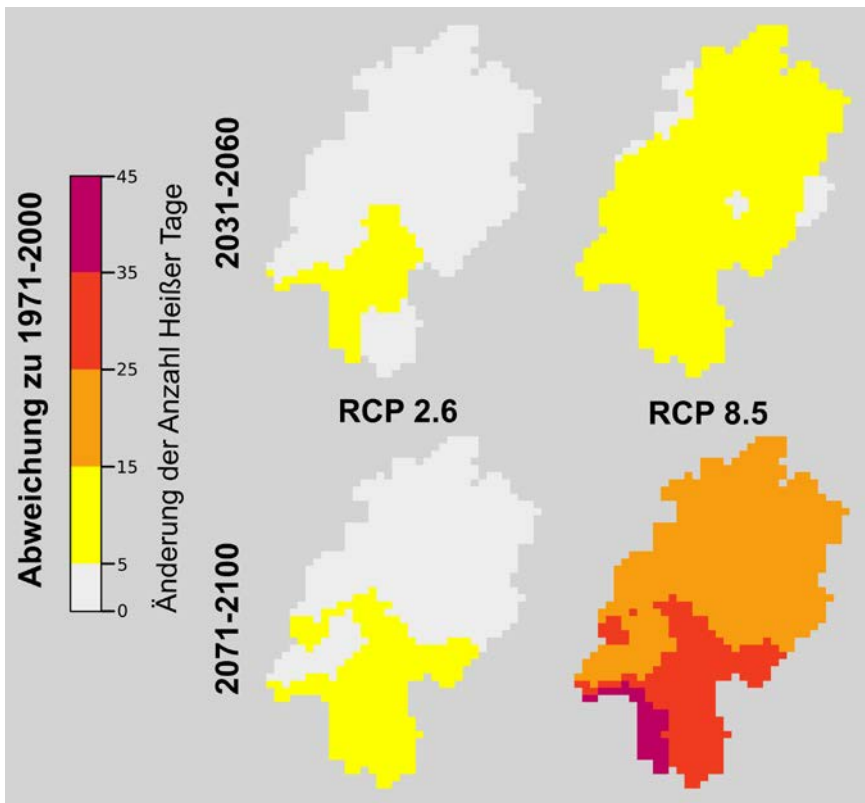 Abweichung zu 1971-2000
45
35
25
15
5
0
Änderung der Anzahl Heißer Tage
2031-2060
RCP 2.6
RCP 8.5
2071-2100